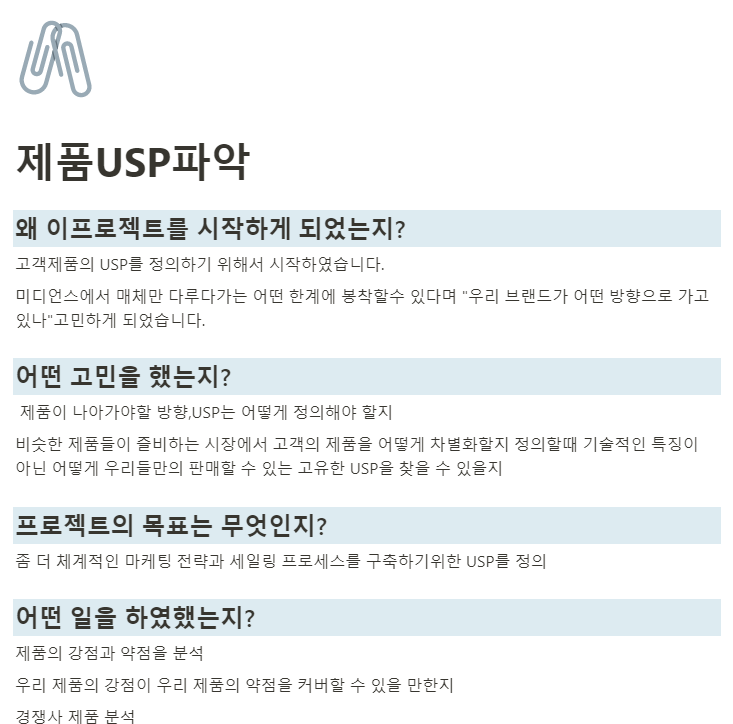 제품USP파악
왜 이프로젝트를 시작하게 되었는지?
고객제품의 USP를 정의하기 위해서 시작하였습니다.
미디언스에서 매체만 다루다가는 어떤 한계에 봉착할수 있다며 "우리 브랜드가 어떤 방향으로 가고
있나"고민하게 되었습니다.
어떤 고민을 했는지?
제품이 나아가야할 방향,USP는 어떻게 정의해야 할지
비슷한 제품들이 즐비하는 시장에서 고객의 제품을 어떻게 차별화할지 정의할때 기술적인 특징이
아닌 어떻게 우리들만의 판매할 수 있는 고유한 USP을 찾을 수 있을지
프로젝트의 목표는 무엇인지?
좀 더 체계적인 마케팅 전략과 세일링 프로세스를 구축하기위한 USP를 정의
어떤 일을 하였했는지?
제품의 강점과 약점을 분석
우리 제품의 강점이 우리 제품의 약점을 커버할 수 있을 만한지
경쟁사 제품 분석